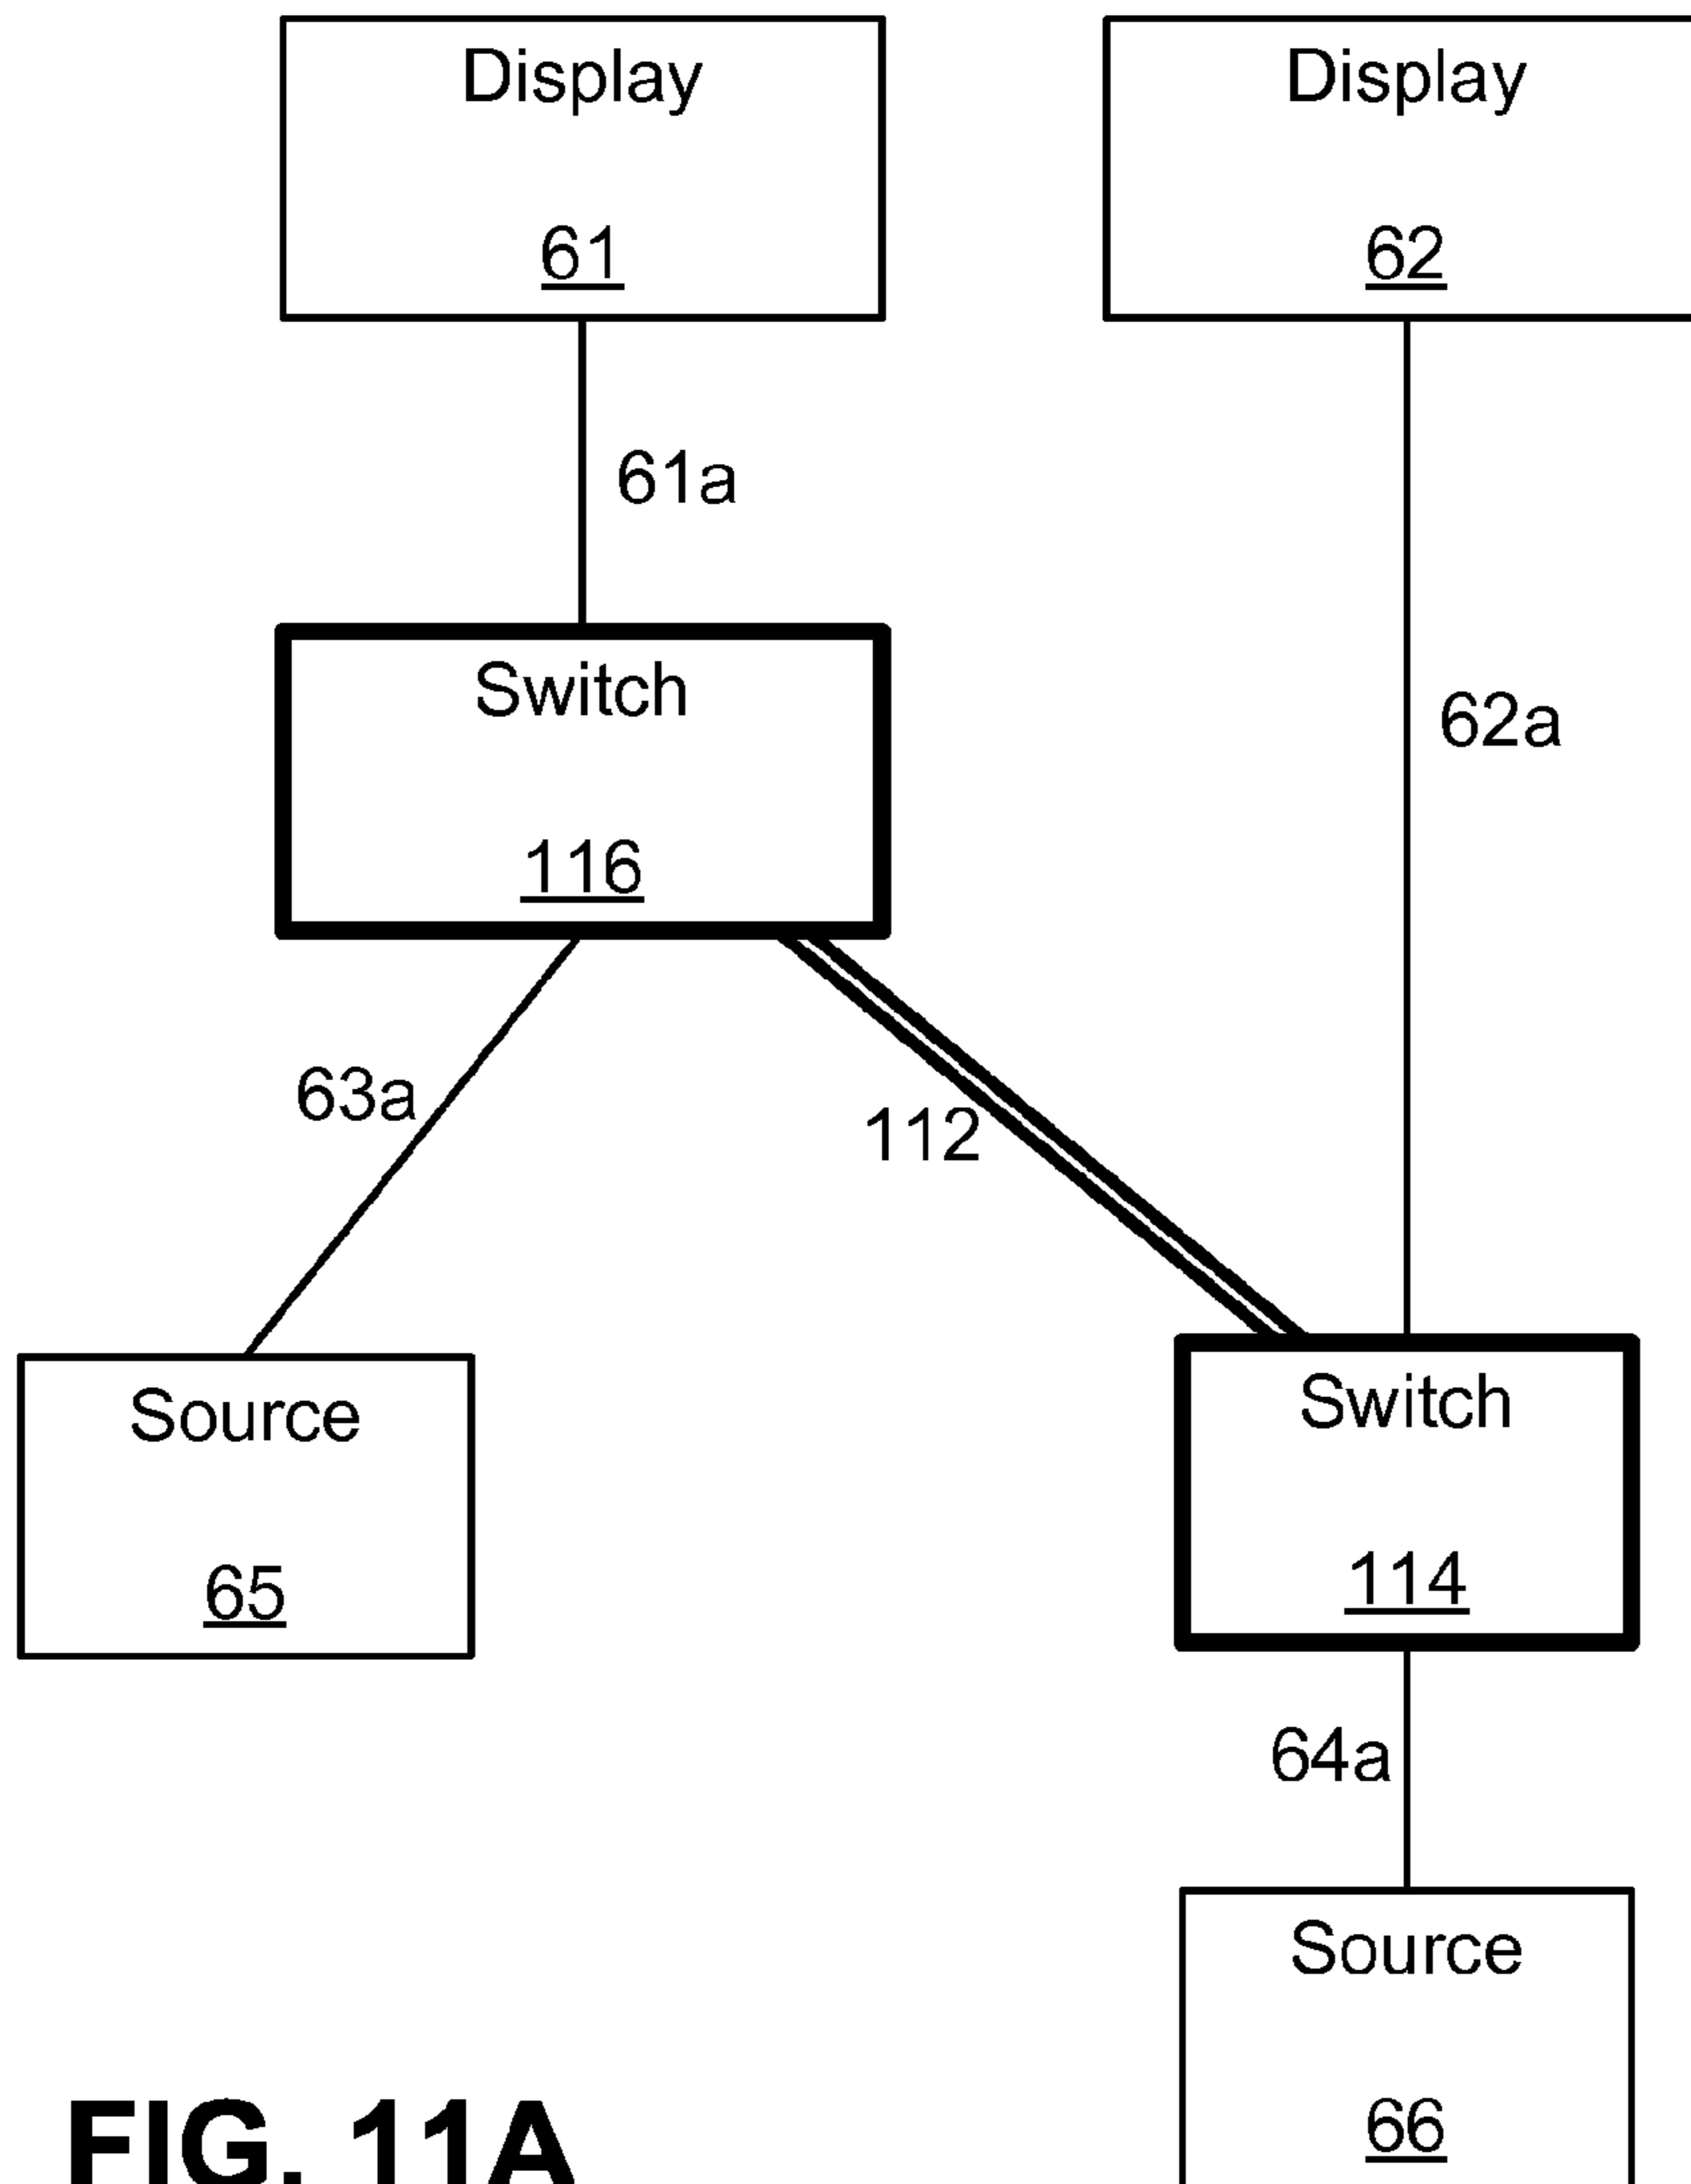 Display
61
Display
62
61a
62a
Switch
116
63a
112
Source
65
Switch
114
64a
Source
66
FIG. 11A